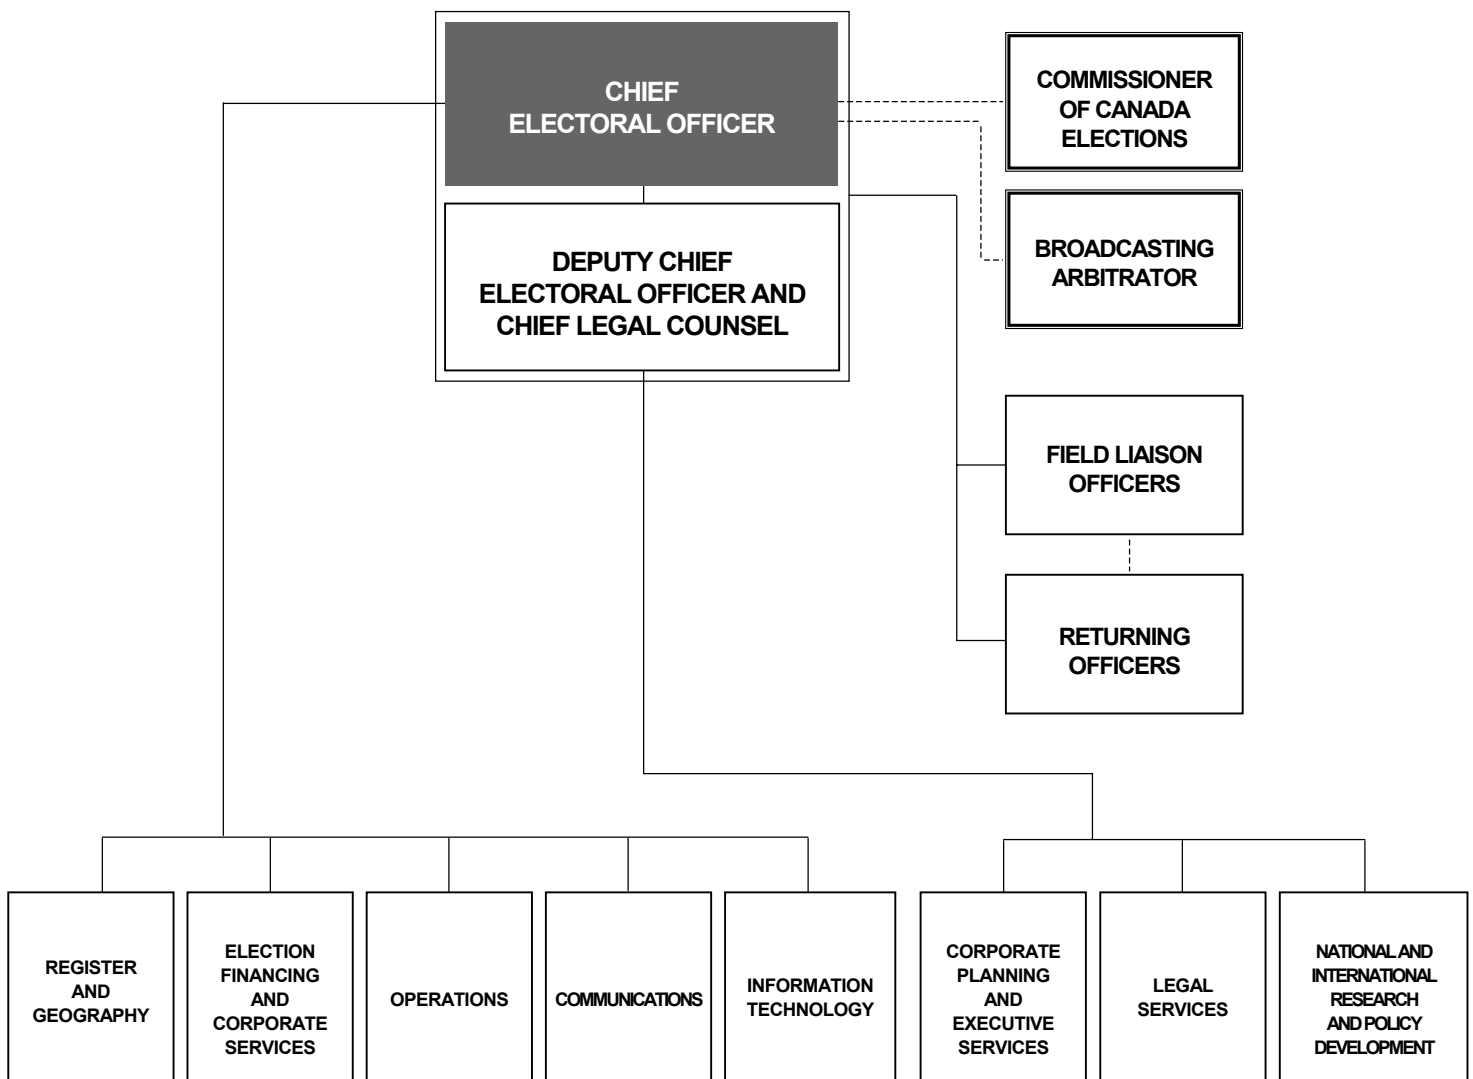 CHIEF
ELECTORAL OFFICER
COMMISSIONER
OF CANADA
ELECTIONS
DEPUTY CHIEF
ELECTORAL OFFICER AND
CHIEF LEGAL COUNSEL
BROADCASTING
ARBITRATOR
FIELD LIAISON
OFFICERS
RETURNING
OFFICERS
REGISTER
AND
GEOGRAPHY
ELECTION
FINANCING
AND
CORPORATE
SERVICES
OPERATIONS
COMMUNICATIONS
INFORMATION
TECHNOLOGY
CORPORATE
PLANNING
AND
EXECUTIVE
SERVICES
LEGAL
SERVICES
NATIONAL AND
INTERNATIONAL
RESEARCH
AND POLICY
DEVELOPMENT